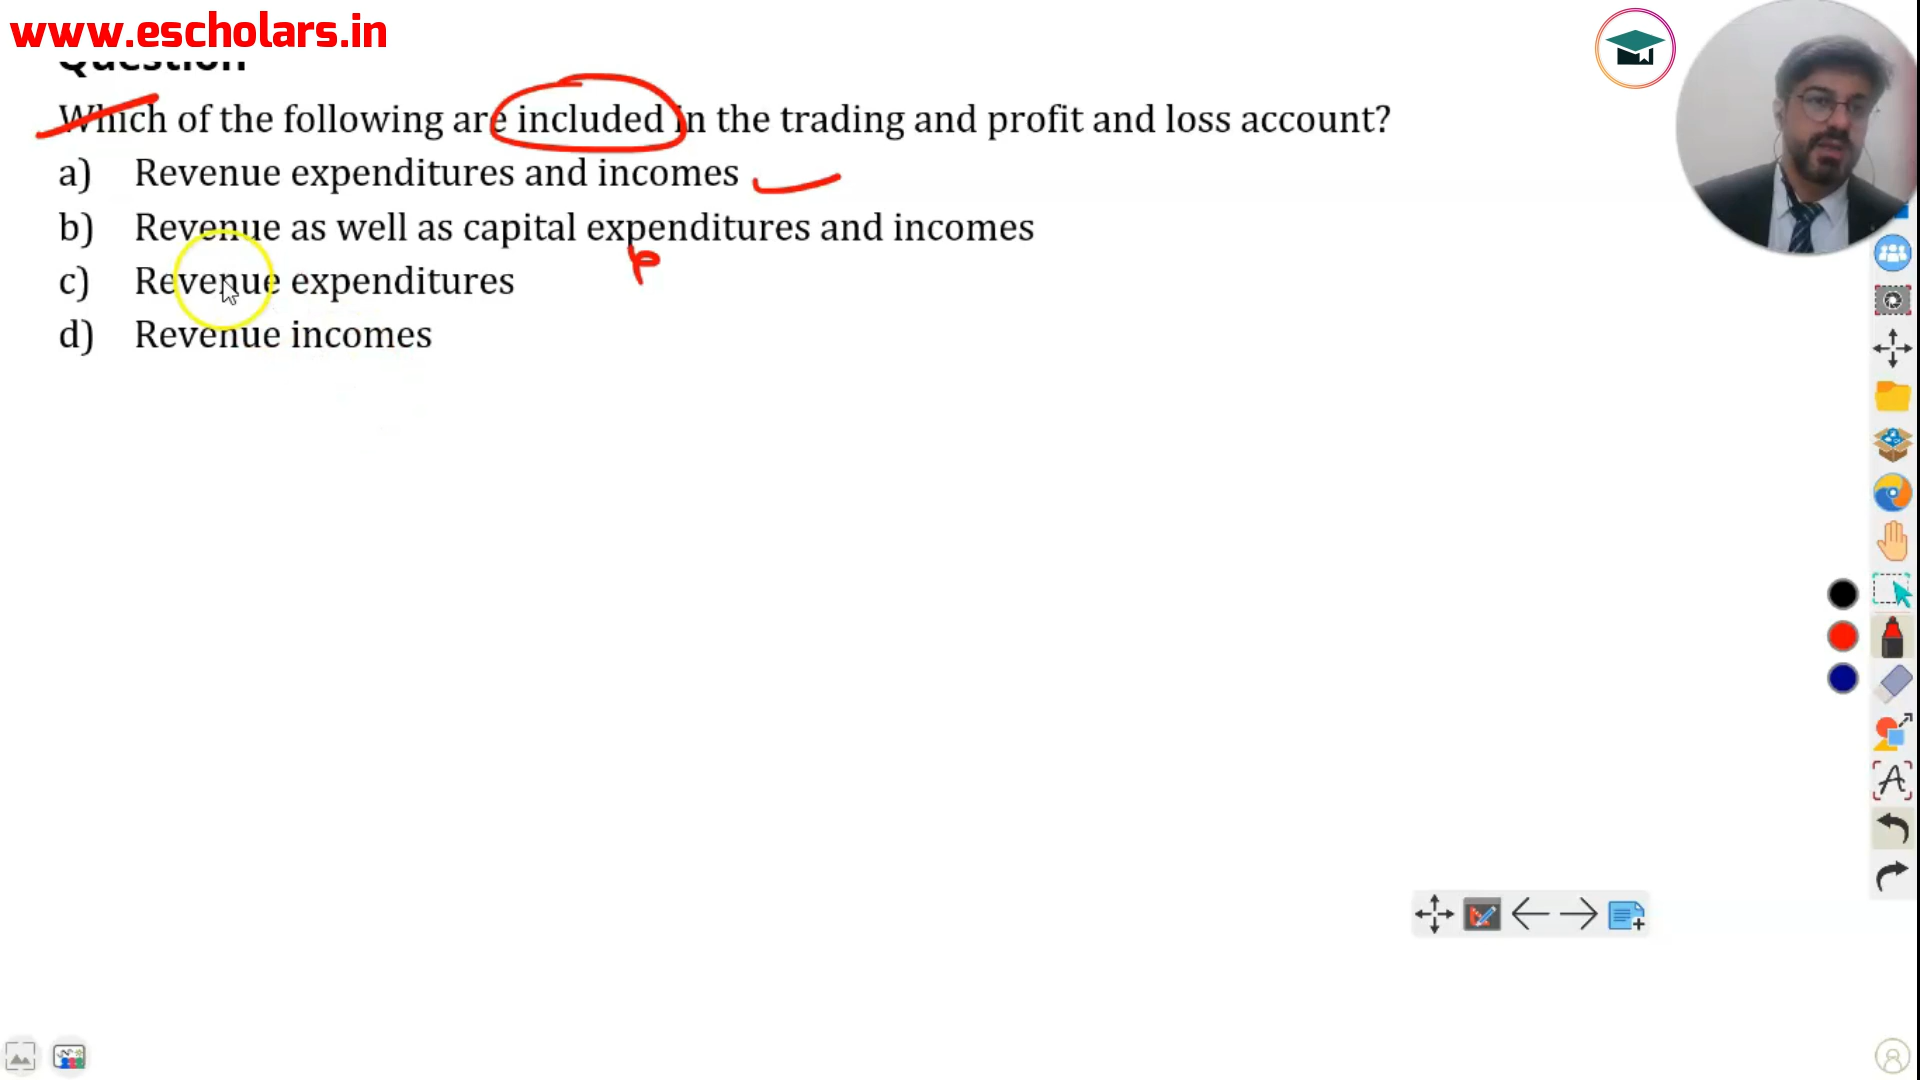 www.escholars.in
Question
Which of the following are included in the trading and profit and loss account?
a) Revenue expenditures and incomes
b) Revenue as well as capital expenditures and incomes
c) Revenue expenditures
d) Revenue incomes